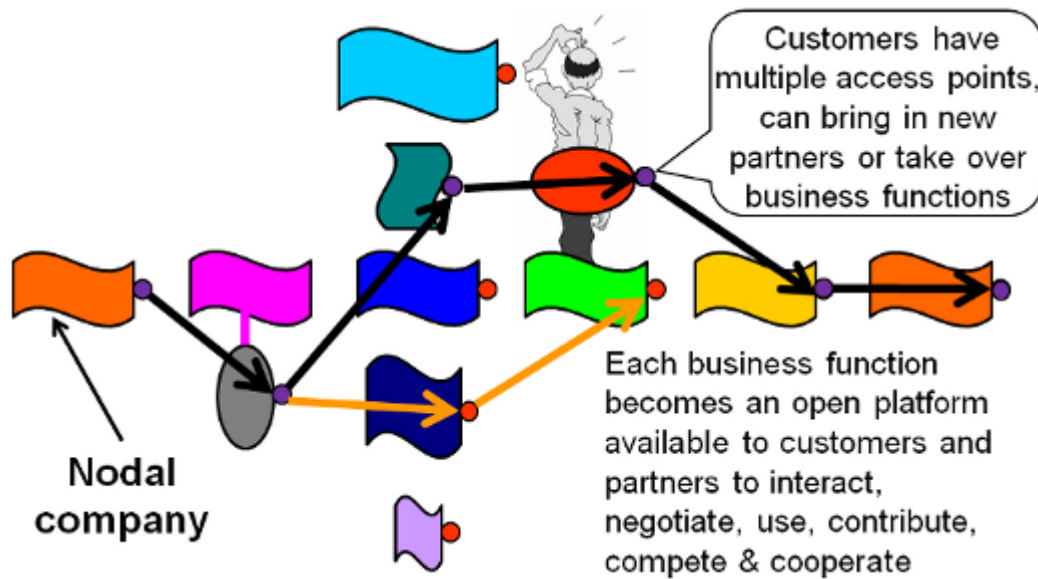 Customers have
multiple access points,
can bring in new
partners or take over
business functions
Nodal
company
Each business function
becomes an open platform
available to customers and
partners to interact,
negotiate, use, contribute,
compete & cooperate